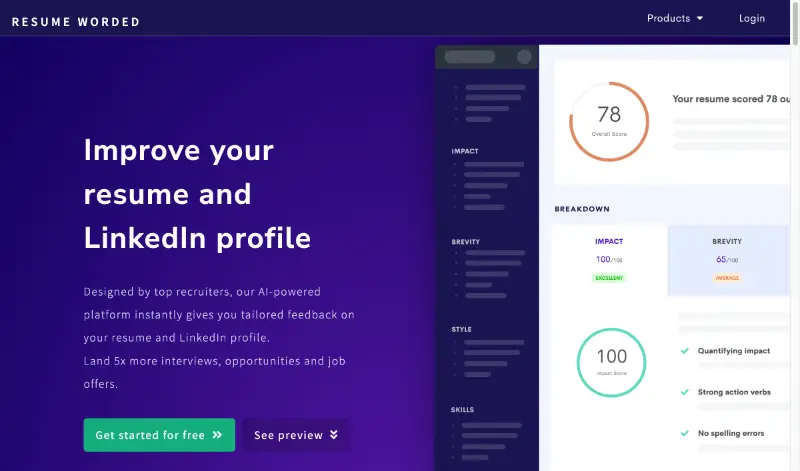 RESUME WORDED
Products
Login
Improve your
resume and
LinkedIn profile
Designed by top recruiters, our AI-powered
platform instantly gives you tailored feedback on
your resume and LinkedIn profile.
Land 5x more interviews, opportunities and job
offers.
Get started for free
See preview
IMPACT
BREVITY
STYLE
SKILLS
78
Overall Score
Your resume scored 78 ou
BREAKDOWN
IMPACT
100/100
EXCELLENT
BREVITY
65/100
AVERAGE
100
Impact Score
Quantifying impact
Strong action verbs
No spelling errors